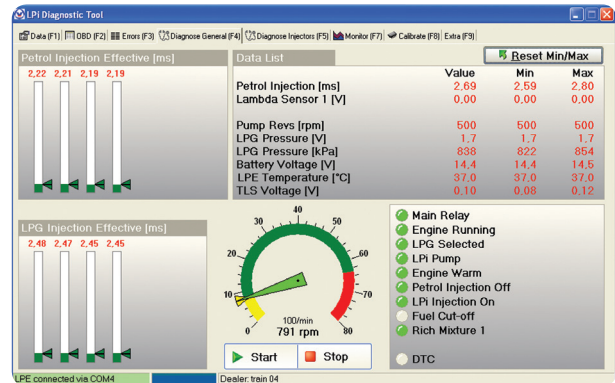 LPi Diagnostic Tool
Data (F1) OBD (F2) Errors (F3) Diagnose General (F4) Diagnose Injectors (F5) Monitor (F7) Calibrate (F8) Extra (F9)
Petrol Injection Effective [ms]
2,22 2,21 2,19 2,19
Data List
Reset Min/Max
Value Min Max
Petrol Injection [ms] 2,69 2,59 2,80
Lambda Sensor 1 [V] 0,00 0,00 0,00
Pump Revs [rpm] 500 500 500
LPG Pressure [V] 1,7 1,7 1,7
LPG Pressure [kPa] 838 822 854
Battery Voltage [V] 14,4 14,4 14,5
LPE Temperature [°C] 37,0 37,0 37,0
TLS Voltage [V] 0,10 0,08 0,12
LPG Injection Effective [ms]
2,48 2,47 2,45 2,45
0 10 20 30 40 50 60 70 80
100/min
791 rpm
Start Stop
Main Relay
Engine Running
LPG Selected
LPi Pump
Engine Warm
Petrol Injection Off
LPi Injection On
Fuel Cut-off
Rich Mixture 1
DTC
LPE connected via COM4 Dealer: train 04